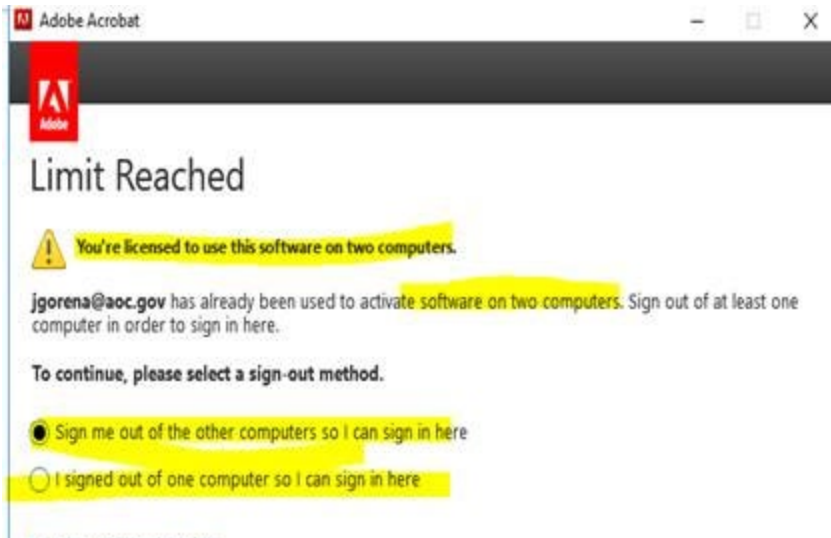 Adobe Acrobat
Adobe
Limit Reached
You're licensed to use this software on two computers.
jgorena@aoc.gov has already been used to activate software on two computers. Sign out of at least one
computer in order to sign in here.
To continue, please select a sign-out method.
Sign me out of the other computers so I can sign in here
I signed out of one computer so I can sign in here